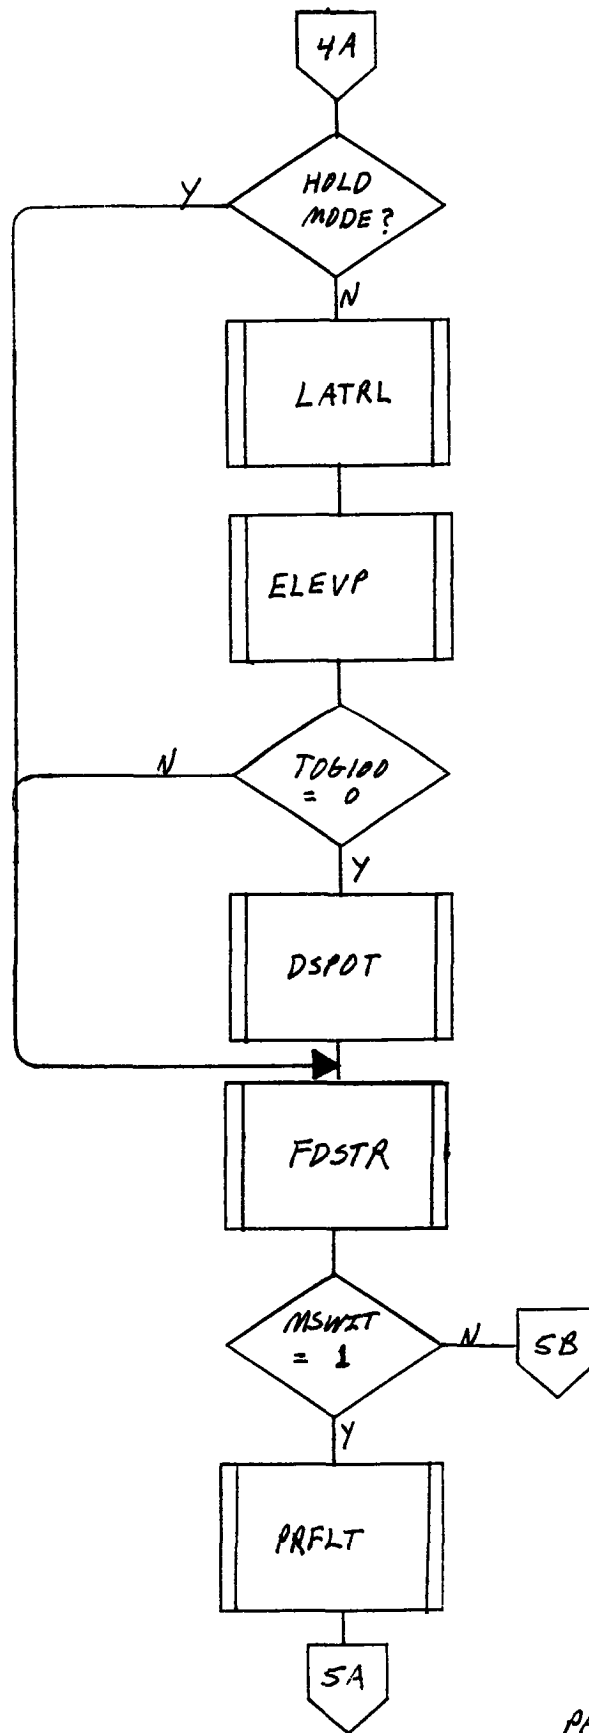 4A
HOLD
MODE?
Y
N
LATRL
ELEVP
TOG100
= 0
N
Y
DSPOT
FDSTR
MSWIT
= 1
N
5B
Y
PRFLT
5A